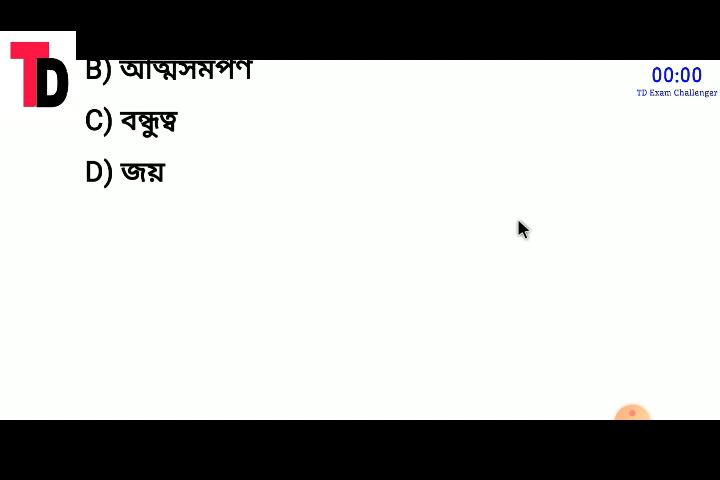 TD
B) আত্মসমর্পণ
00:00
TD Exam Challenger
C) বন্ধুত্ব
D) জয়